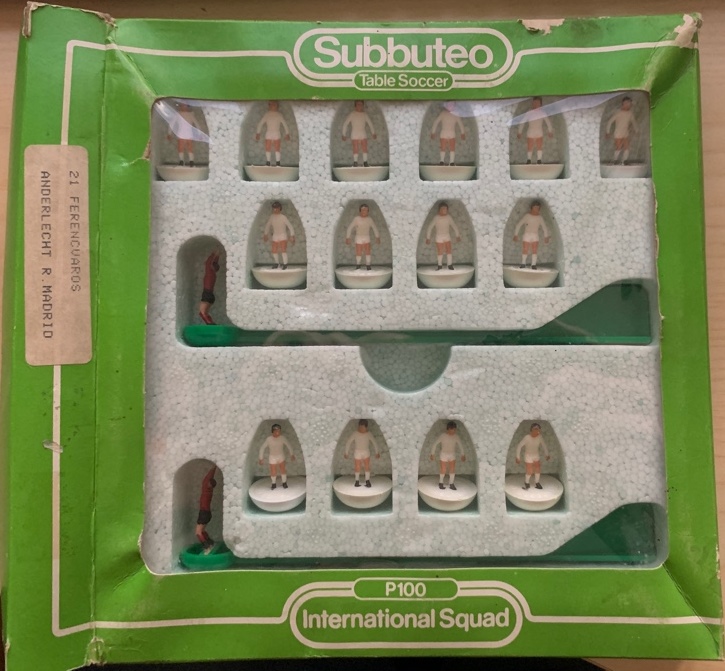 Subbuteo
Table Soccer
21 FERENCVAROS
ANDERLECHT R.MADRID
P100
International Squad